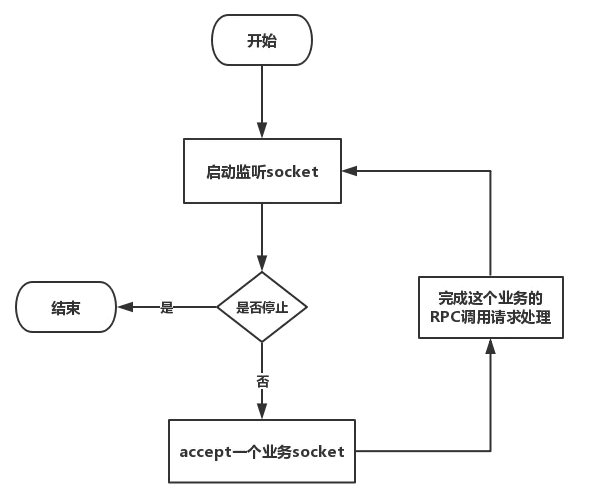 开始
启动监听socket
是否停止
是
结束
否
accept一个业务socket
完成这个业务的
RPC调用请求处理